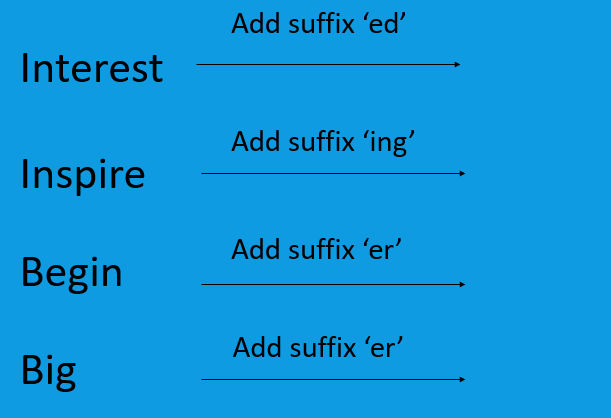 Add suffix ‘ed’
Interest
Add suffix ‘ing’
Inspire
Add suffix ‘er’
Begin
Add suffix ‘er’
Big